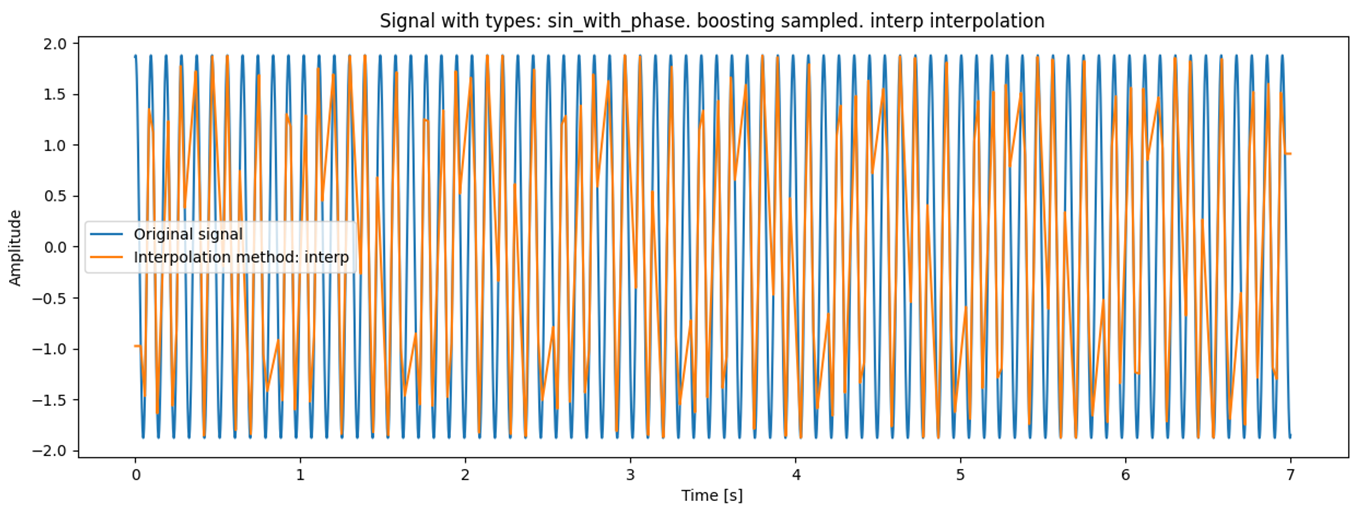 Signal with types: sin_with_phase. boosting sampled. interp interpolation
2.0
1.5
1.0
0.5
0.0
−0.5
−1.0
−1.5
−2.0
Amplitude
Original signal
Interpolation method: interp
0 1 2 3 4 5 6 7
Time [s]